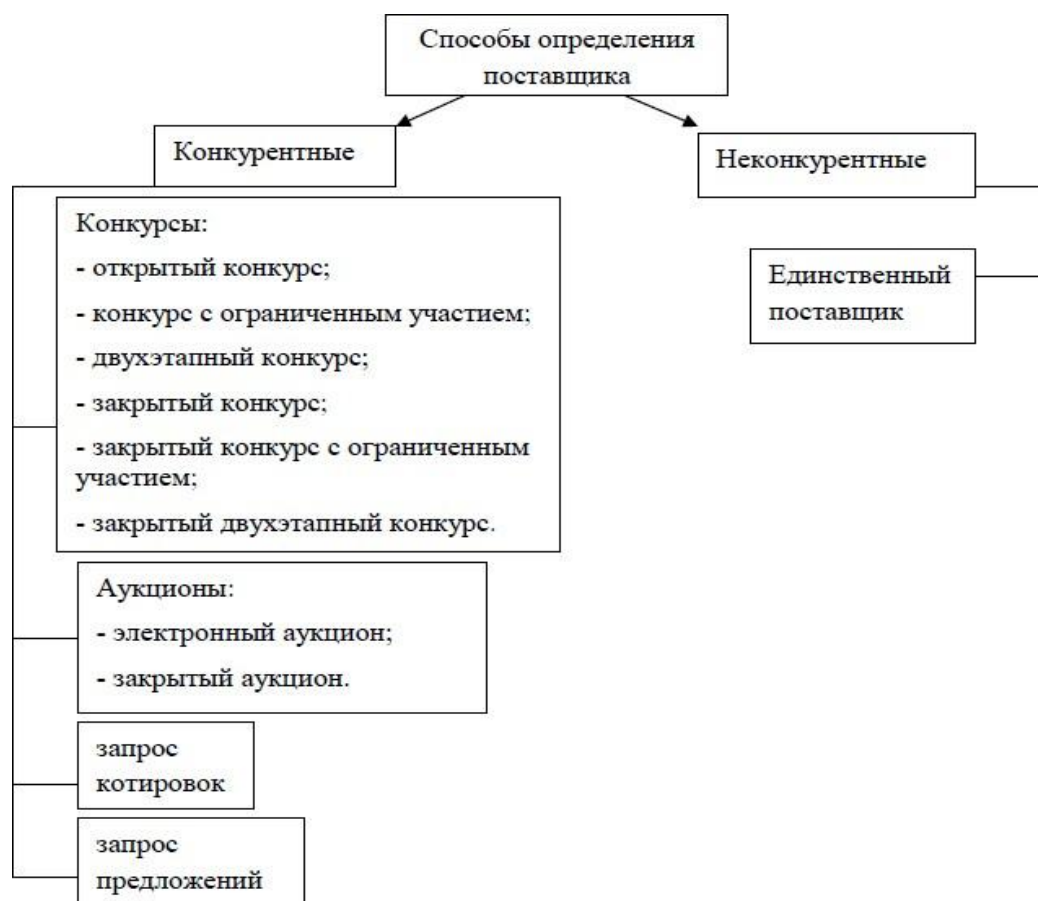 Способы определения
поставщика
Конкурентные
Неконкурентные
Конкурсы:
- открытый конкурс;
- конкурс с ограниченным участием;
- двухэтапный конкурс;
- закрытый конкурс;
- закрытый конкурс с ограниченным
участием;
- закрытый двухэтапный конкурс.
Единственный
поставщик
Аукционы:
- электронный аукцион;
- закрытый аукцион.
запрос
котировок
запрос
предложений